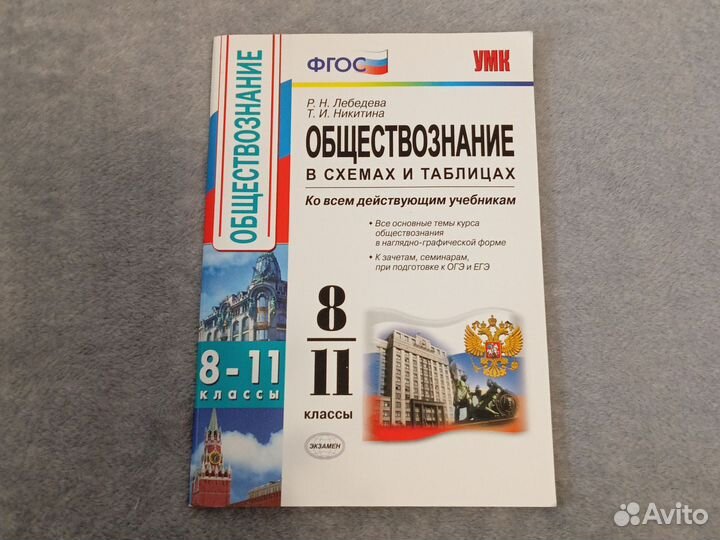 ОБЩЕСТВОЗНАНИЕ
8-11
КЛАССЫ
ФГОС
УМК
Р. Н. Лебедева
Т. И. Никитина
ОБЩЕСТВОЗНАНИЕ
В СХЕМАХ И ТАБЛИЦАХ
Ко всем действующим учебникам
• Все основные темы курса
обществознания
в наглядно-графической форме
• К зачетам, семинарам,
при подготовке к ОГЭ и ЕГЭ
8
11
классы
ЭКЗАМЕН
Avito